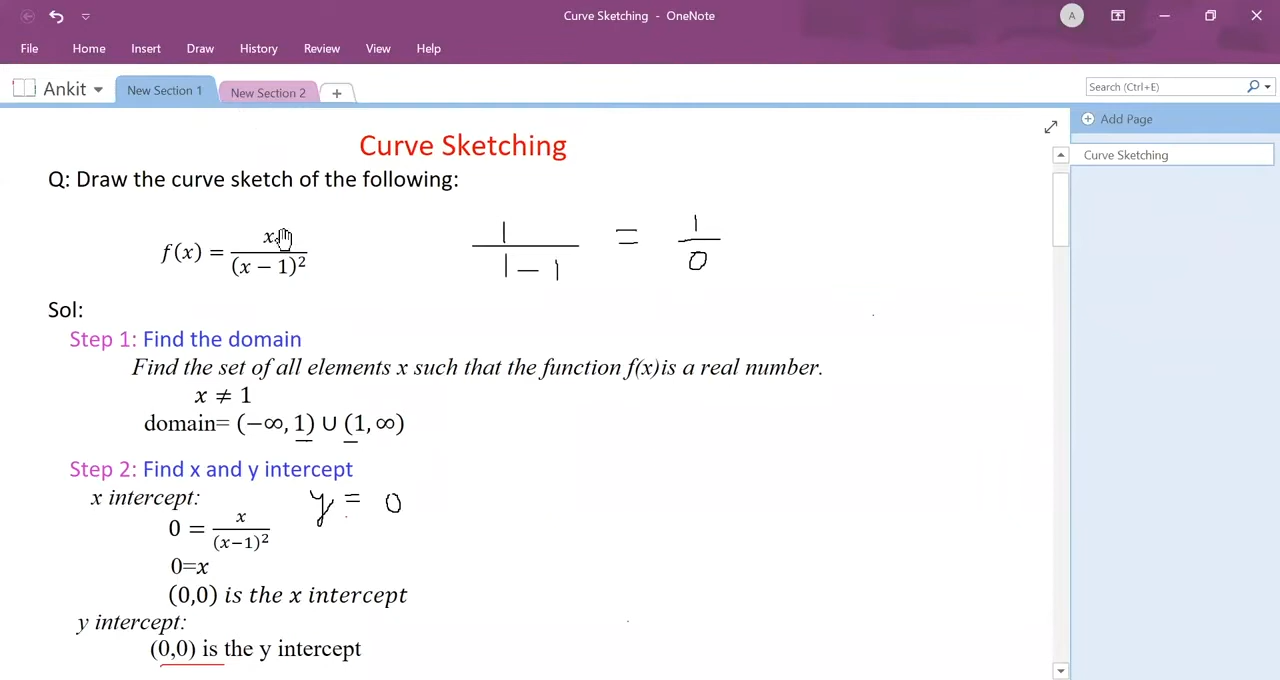 Curve Sketching - OneNote
A
File Home Insert Draw History Review View Help
Ankit New Section 1 New Section 2 + Search (Ctrl+E)
Add Page
Curve Sketching
Curve Sketching
Q: Draw the curve sketch of the following:
f(x) = x/(x − 1)²
1/(1 − 1) = 1/0
Sol:
Step 1: Find the domain
Find the set of all elements x such that the function f(x)is a real number.
x ≠ 1
domain= (−∞, 1) ∪ (1, ∞)
Step 2: Find x and y intercept
x intercept: y = 0
0 = x/(x−1)²
0=x
(0,0) is the x intercept
y intercept:
(0,0) is the y intercept